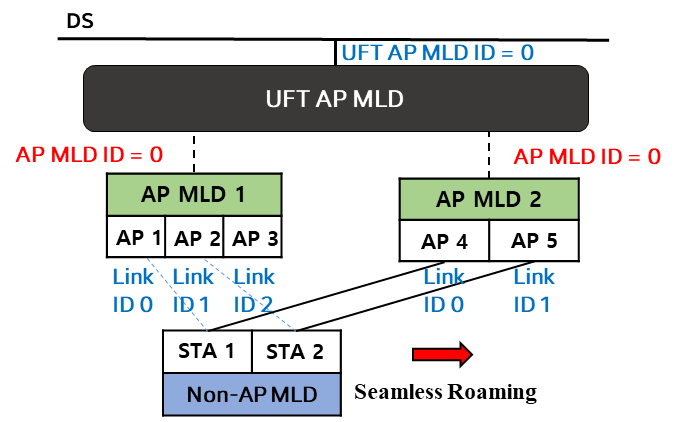 DS
UFT AP MLD ID = 0
UFT AP MLD
AP MLD ID = 0
AP MLD ID = 0
AP MLD 1
AP MLD 2
AP 1 AP 2 AP 3
AP 4 AP 5
Link Link Link
ID 0 ID 1 ID 2
Link Link
ID 0 ID 1
STA 1 STA 2
Non-AP MLD
Seamless Roaming